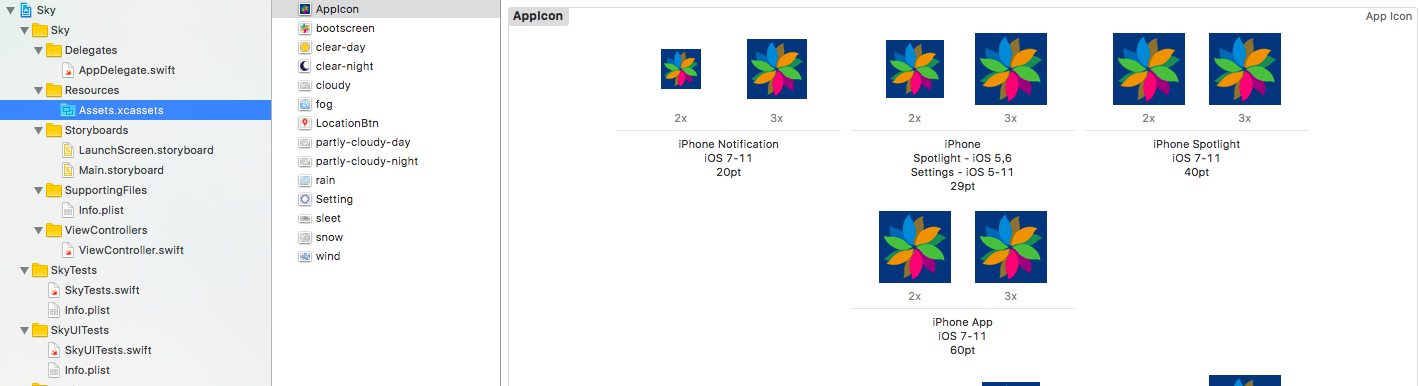 Sky
Sky
Delegates
AppDelegate.swift
Resources
Assets.xcassets
Storyboards
LaunchScreen.storyboard
Main.storyboard
SupportingFiles
Info.plist
ViewControllers
ViewController.swift
SkyTests
SkyTests.swift
Info.plist
SkyUITests
SkyUITests.swift
Info.plist
AppIcon
bootscreen
clear-day
clear-night
cloudy
fog
LocationBtn
partly-cloudy-day
partly-cloudy-night
rain
Setting
sleet
snow
wind
AppIcon App Icon
2x 3x
iPhone Notification
iOS 7-11
20pt
2x 3x
iPhone
Spotlight - iOS 5,6
Settings - iOS 5-11
29pt
2x 3x
iPhone Spotlight
iOS 7-11
40pt
2x 3x
iPhone App
iOS 7-11
60pt